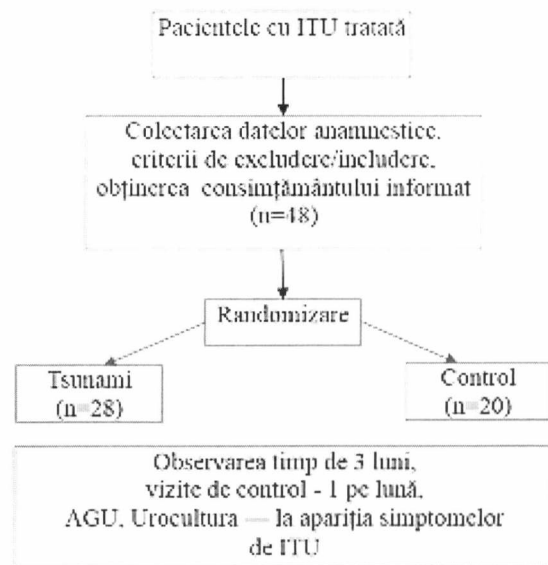 Pacientele cu ITU tratată
Colectarea datelor anamnestice,
criterii de excludere/includere,
obținerea consimțământului informat
(n=48)
Randomizare
Tsunami
(n=28)
Control
(n=20)
Observarea timp de 3 luni,
vizite de control - 1 pe lună,
AGU, Urocultura — la apariția simptomelor
de ITU